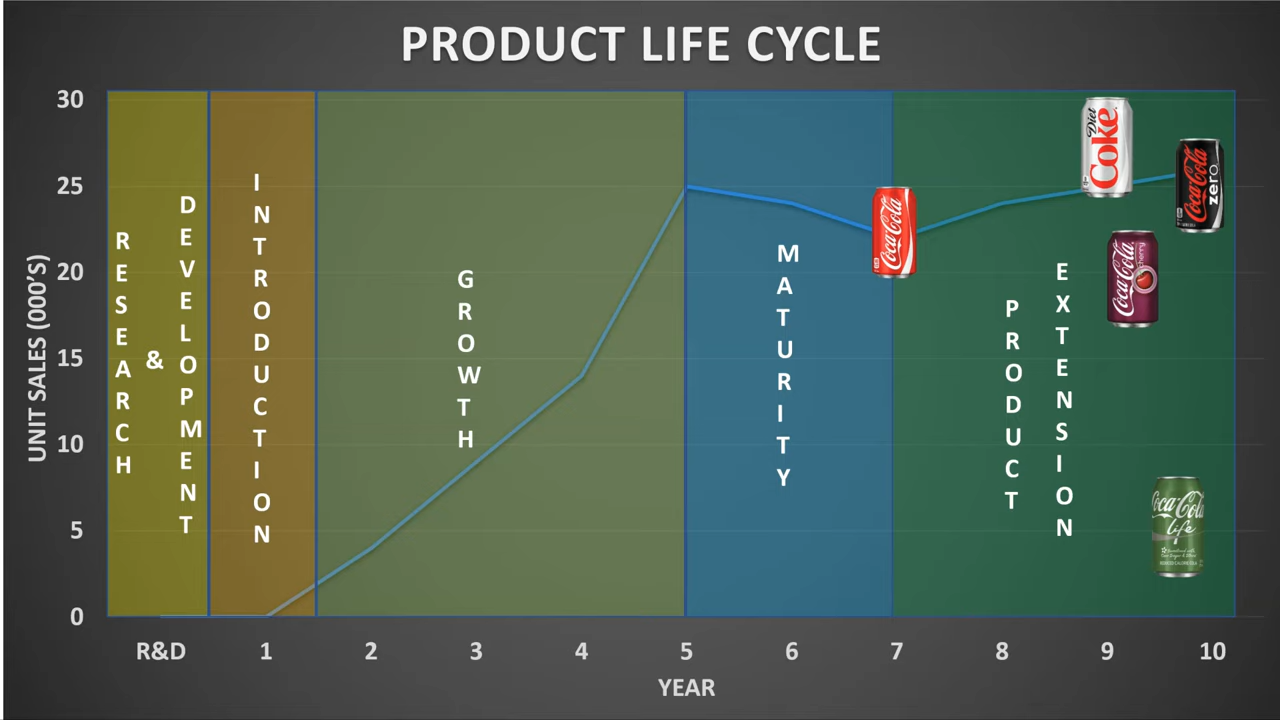 PRODUCT LIFE CYCLE
30
25
20
15
10
5
0
UNIT SALES (000'S)
RESEARCH
&
DEVELOPMENT
INTRODUCTION
GROWTH
MATURITY
PRODUCT
EXTENSION
Coca-Cola
Diet
Coke
Coca-Cola
zero
Coca-Cola
cherry
Coca-Cola
life
R&D 1 2 3 4 5 6 7 8 9 10
YEAR